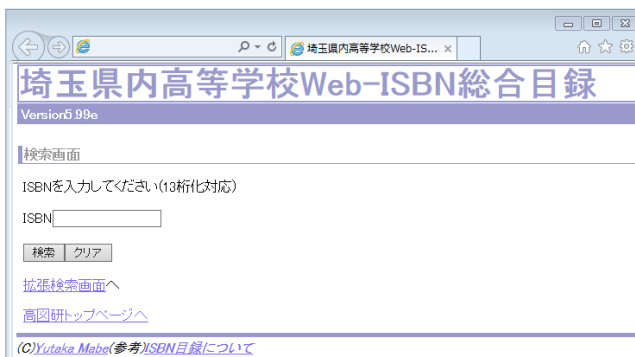 埼玉県内高等学校Web-IS... ×
埼玉県内高等学校Web-ISBN総合目録
Version5.99e
検索画面
ISBNを入力してください(13桁化対応)
ISBN
検索 クリア
拡張検索画面へ
高図研トップページへ
(C)Yutaka Mabe(参考)ISBN目録について